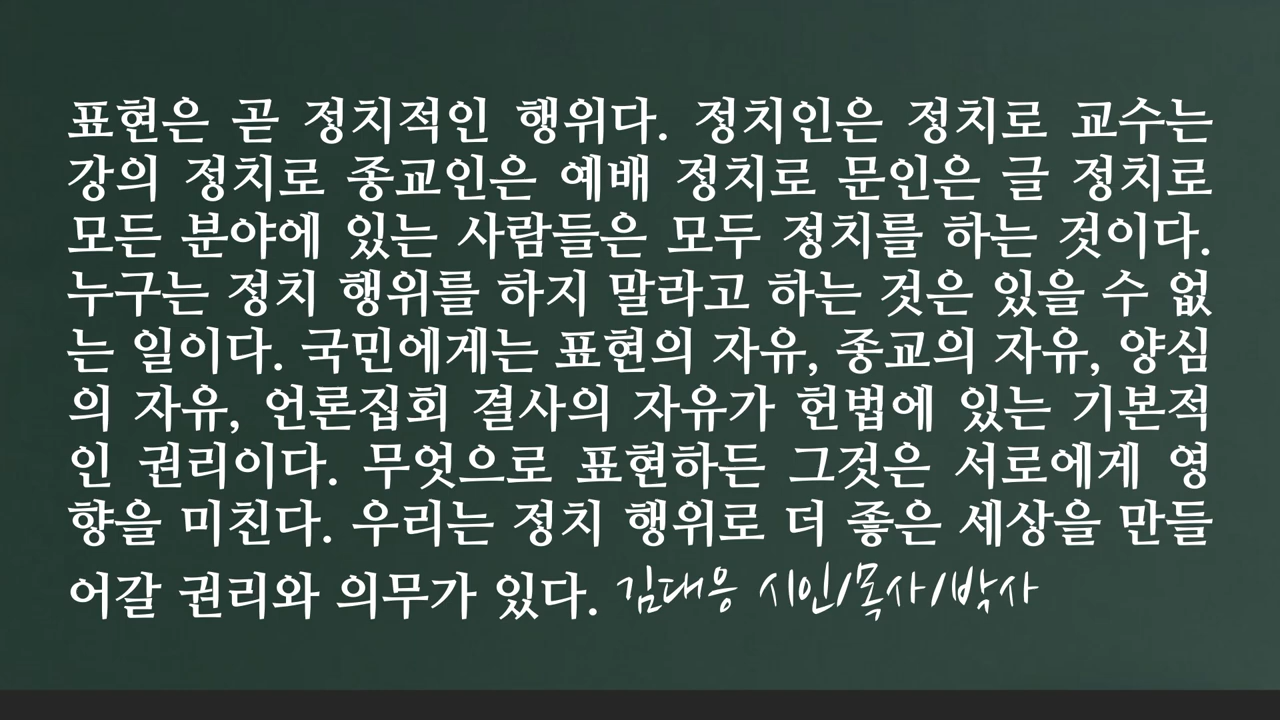 표현은 곧 정치적인 행위다. 정치인은 정치로 교수는
강의 정치로 종교인은 예배 정치로 문인은 글 정치로
모든 분야에 있는 사람들은 모두 정치를 하는 것이다.
누구는 정치 행위를 하지 말라고 하는 것은 있을 수 없
는 일이다. 국민에게는 표현의 자유, 종교의 자유, 양심
의 자유, 언론집회 결사의 자유가 헌법에 있는 기본적
인 권리이다. 무엇으로 표현하든 그것은 서로에게 영
향을 미친다. 우리는 정치 행위로 더 좋은 세상을 만들
어갈 권리와 의무가 있다. 김대응 시인/목사/박사